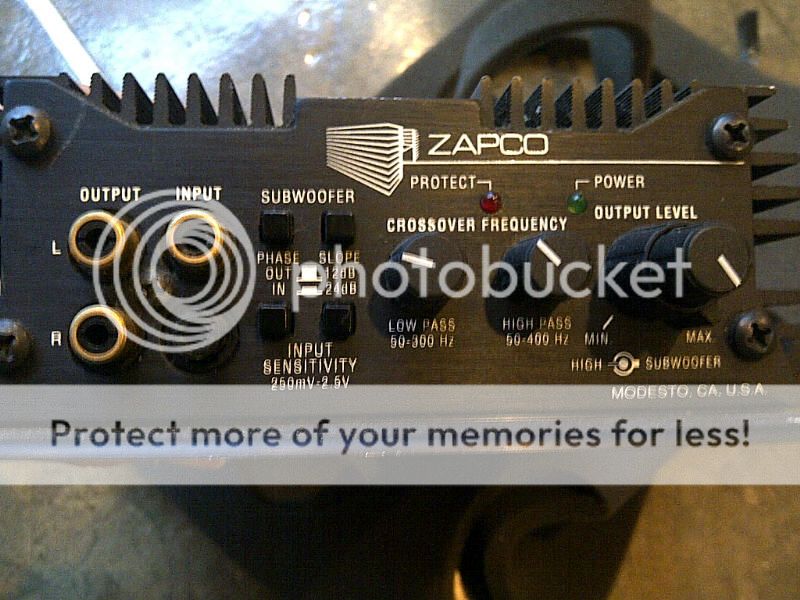 ZAPCO
PROTECT
POWER
OUTPUT
INPUT
SUBWOOFER
CROSSOVER FREQUENCY
OUTPUT LEVEL
L
PHASE
SLOPE
OUT
12dB
IN
24dB
photobucket
R
LOW PASS
50-300 Hz
HIGH PASS
50-400 Hz
MIN.
MAX.
INPUT
SENSITIVITY
250mV-2.5V
HIGH
SUBWOOFER
MODESTO, CA, U.S.A.
Protect more of your memories for less!